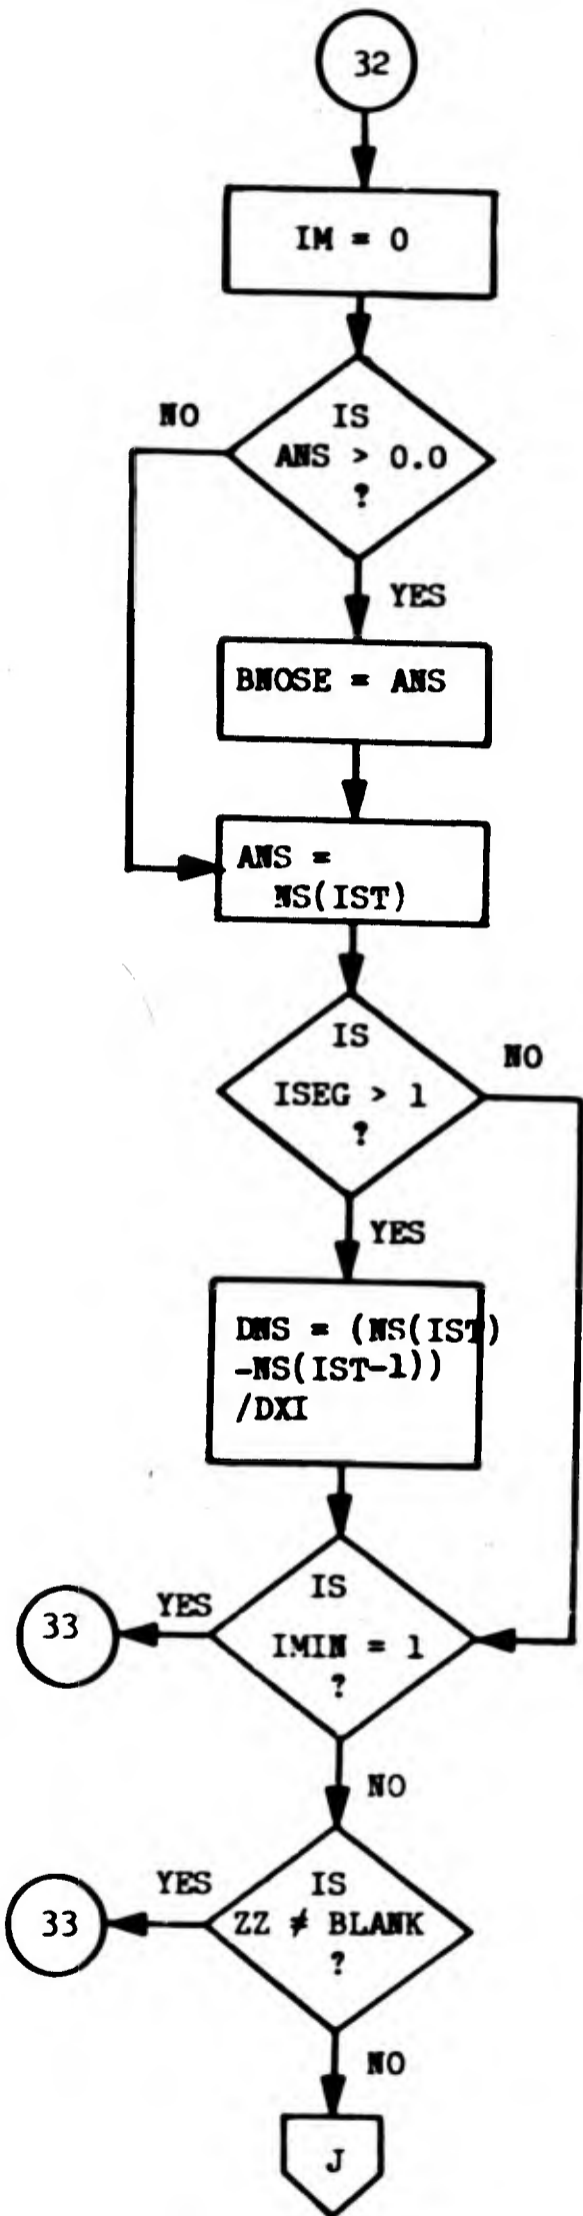 32
IM = 0
NO
IS
ANS > 0.0
?
YES
BNOSE = ANS
ANS =
NS(IST)
IS
ISEG > 1
?
NO
YES
DNS = (NS(IST)
-NS(IST-1))
/DXI
IS
IMIN = 1
?
YES
33
NO
IS
ZZ ≠ BLANK
?
YES
33
NO
J